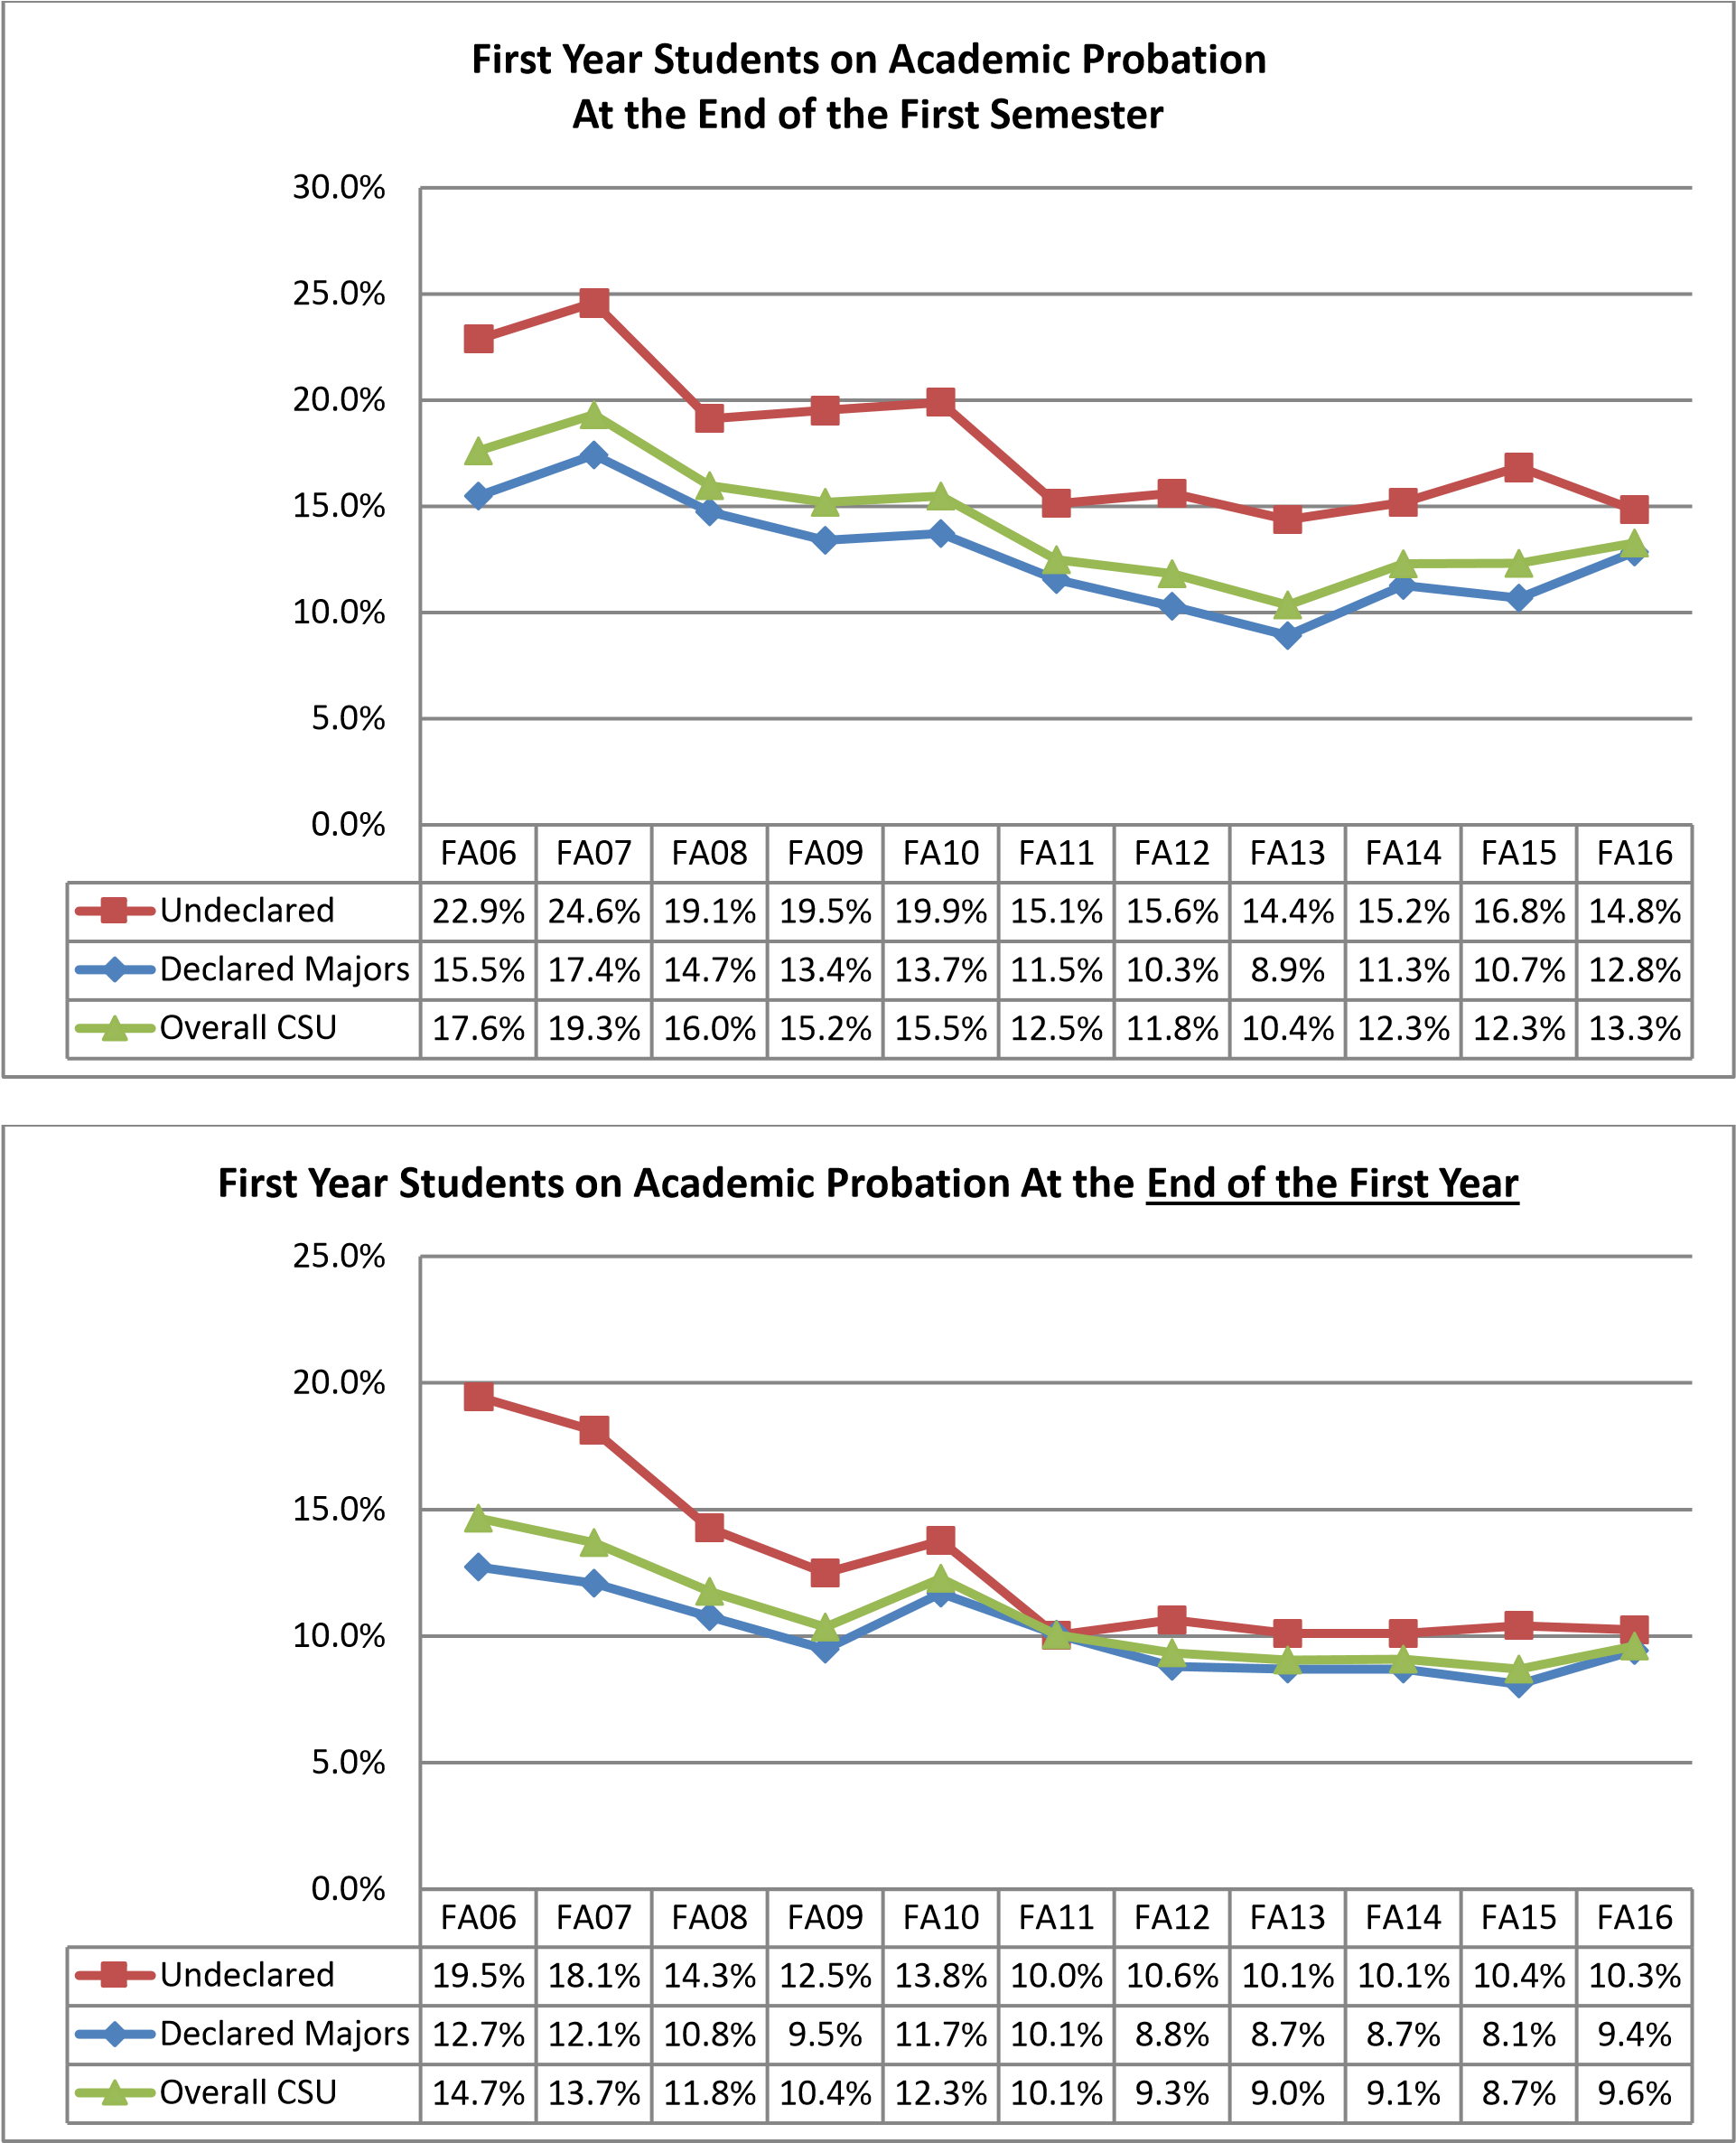 First Year Students on Academic Probation
At the End of the First Semester
30.0%
25.0%
20.0%
15.0%
10.0%
5.0%
0.0%
FA06 FA07 FA08 FA09 FA10 FA11 FA12 FA13 FA14 FA15 FA16
Undeclared 22.9% 24.6% 19.1% 19.5% 19.9% 15.1% 15.6% 14.4% 15.2% 16.8% 14.8%
Declared Majors 15.5% 17.4% 14.7% 13.4% 13.7% 11.5% 10.3% 8.9% 11.3% 10.7% 12.8%
Overall CSU 17.6% 19.3% 16.0% 15.2% 15.5% 12.5% 11.8% 10.4% 12.3% 12.3% 13.3%
First Year Students on Academic Probation At the End of the First Year
25.0%
20.0%
15.0%
10.0%
5.0%
0.0%
FA06 FA07 FA08 FA09 FA10 FA11 FA12 FA13 FA14 FA15 FA16
Undeclared 19.5% 18.1% 14.3% 12.5% 13.8% 10.0% 10.6% 10.1% 10.1% 10.4% 10.3%
Declared Majors 12.7% 12.1% 10.8% 9.5% 11.7% 10.1% 8.8% 8.7% 8.7% 8.1% 9.4%
Overall CSU 14.7% 13.7% 11.8% 10.4% 12.3% 10.1% 9.3% 9.0% 9.1% 8.7% 9.6%